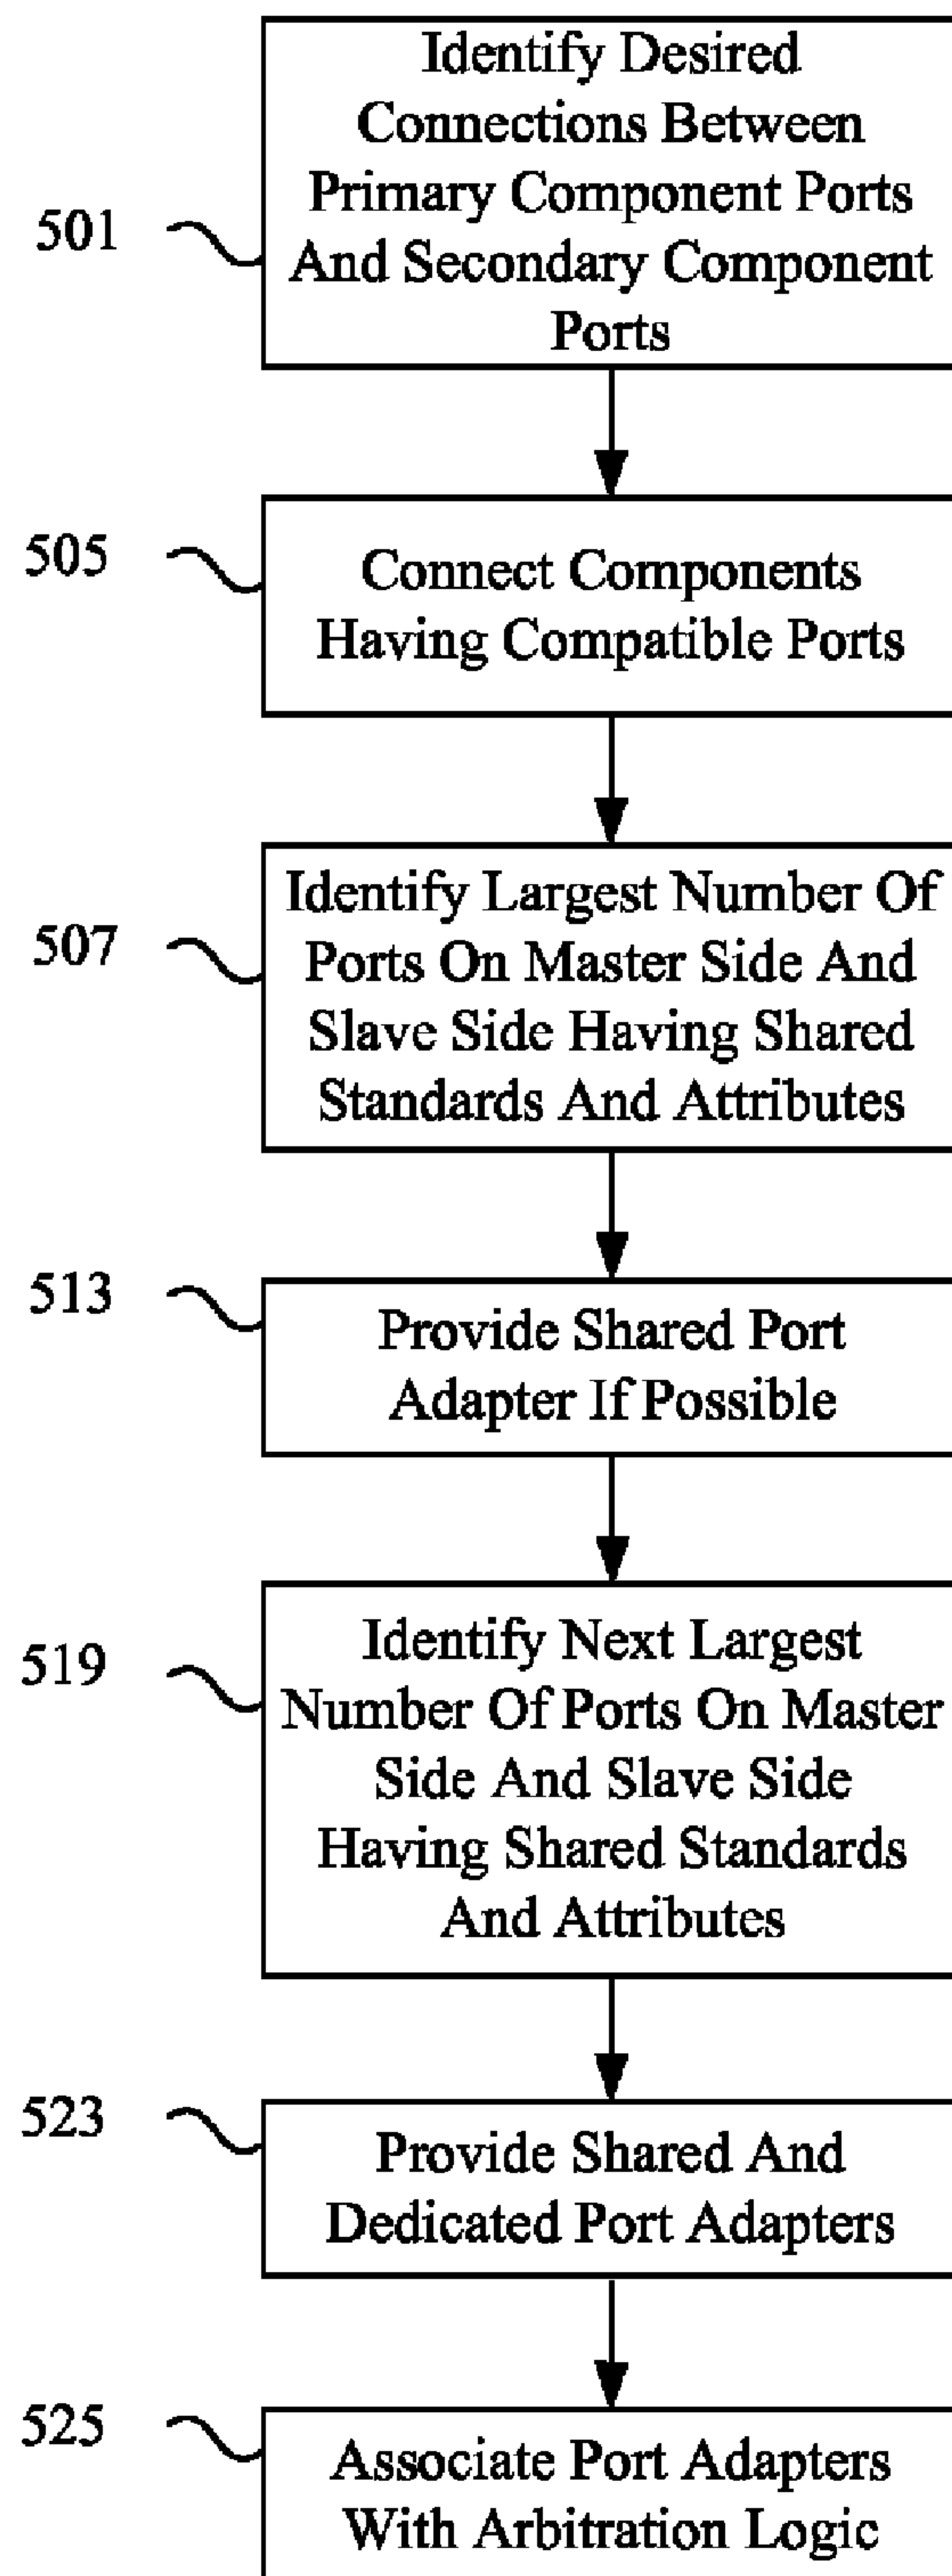 Identify Desired
Connections Between
Primary Component Ports
And Secondary Component
Ports
501
505
Connect Components
Having Compatible Ports
507
Identify Largest Number Of
Ports On Master Side And
Slave Side Having Shared
Standards And Attributes
513
Provide Shared Port
Adapter If Possible
519
Identify Next Largest
Number Of Ports On Master
Side And Slave Side
Having Shared Standards
And Attributes
523
Provide Shared And
Dedicated Port Adapters
525
Associate Port Adapters
With Arbitration Logic